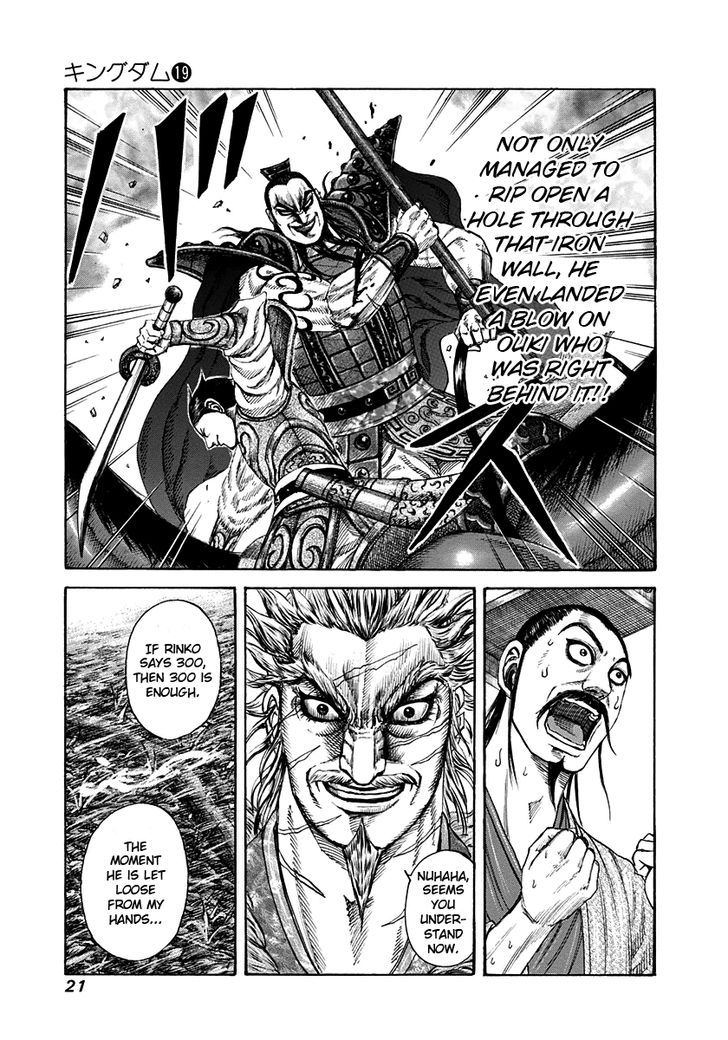 キングダム19
NOT ONLY
MANAGED TO
RIP OPEN A
HOLE THROUGH
THAT IRON
WALL, HE
EVEN LANDED
A BLOW ON
OUKI WHO
WAS RIGHT
BEHIND IT!!
バ
ズ
NUHAHA,
SEEMS
YOU
UNDER-
STAND
NOW.
IF RINKO
SAYS 300,
THEN 300 IS
ENOUGH.
THE
MOMENT
HE IS LET
LOOSE
FROM MY
HANDS...
21